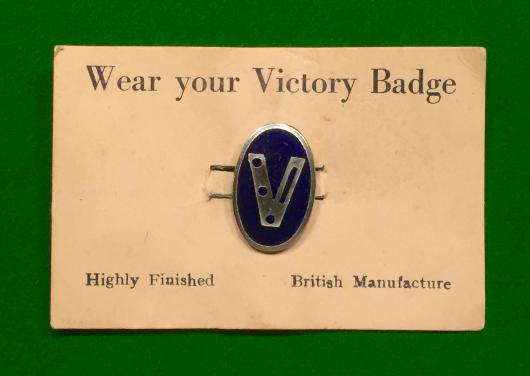 Wear your Victory Badge
V
Highly Finished British Manufacture